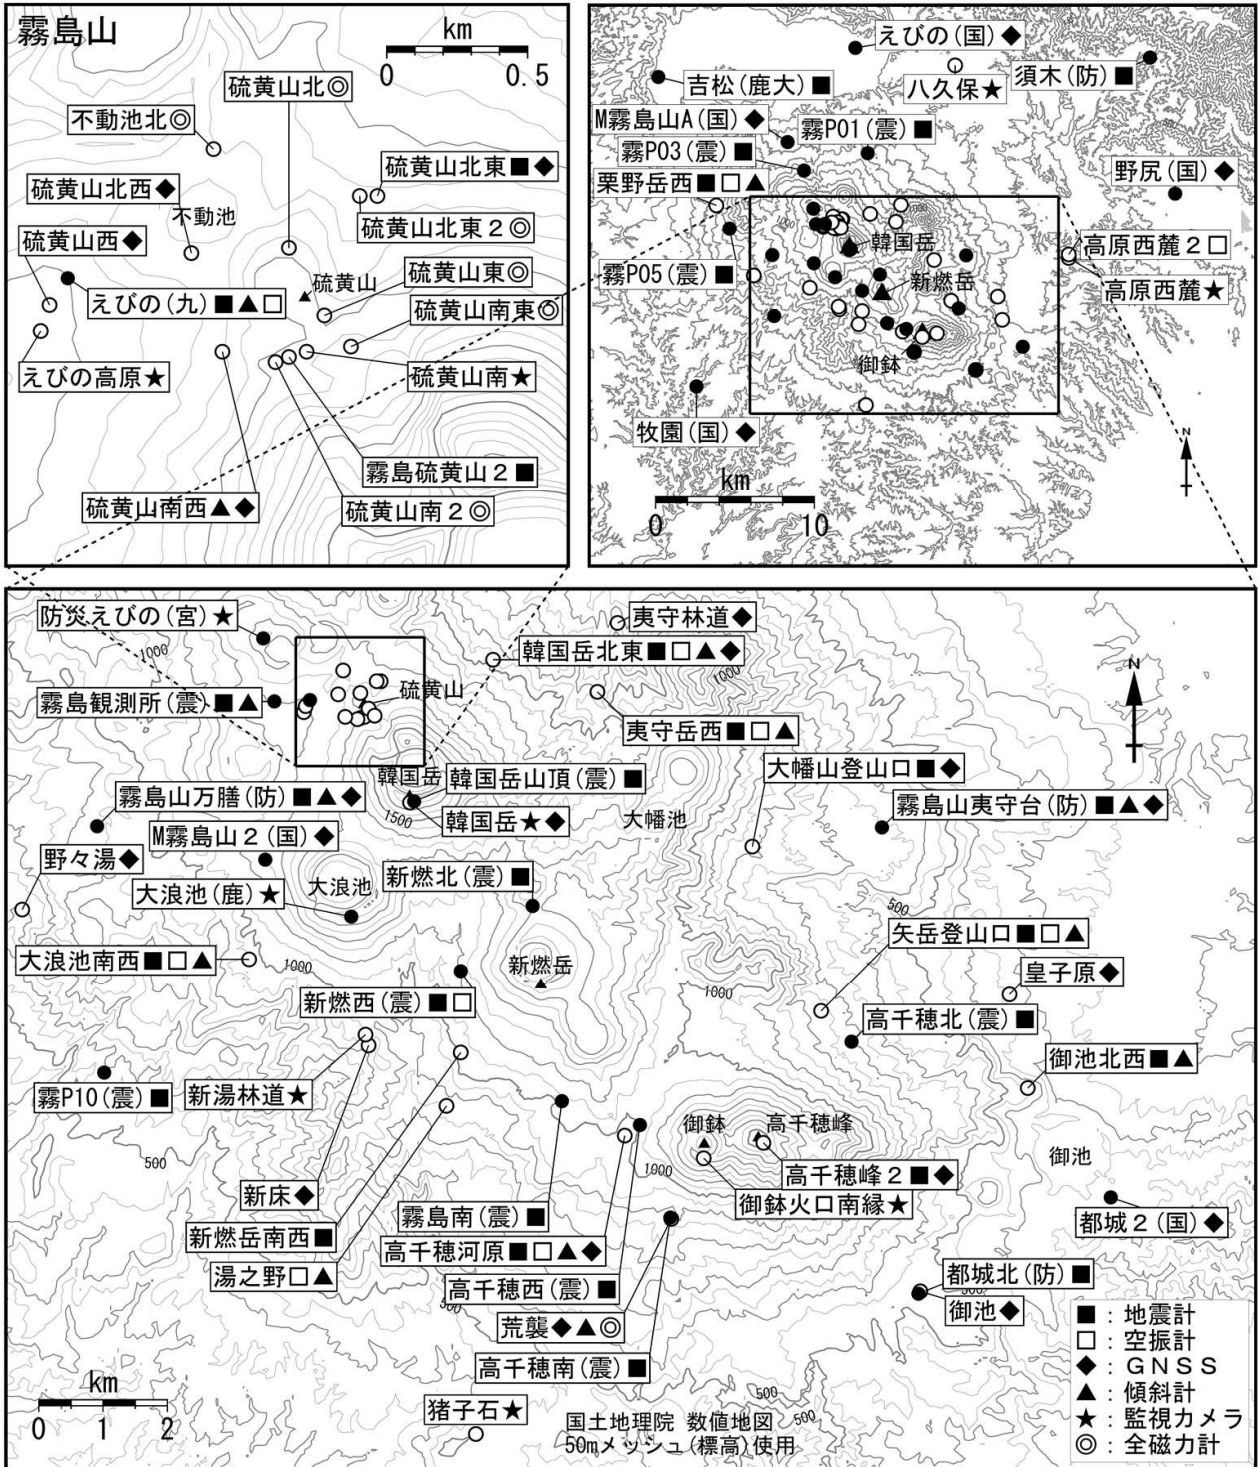 霧島山
km
0 0.5
硫黄山北◎
不動池北◎
硫黄山北東■◆
硫黄山北西◆
不動池
硫黄山北東２◎
硫黄山西◆
硫黄山東◎
硫黄山
えびの(九)■▲□
硫黄山南東◎
えびの高原★
硫黄山南★
霧島硫黄山２■
硫黄山南西▲◆
硫黄山南２◎
えびの(国)◆
吉松(鹿大)■
八久保★
須木(防)■
M霧島山A(国)◆
霧P01(震)■
霧P03(震)■
野尻(国)◆
栗野岳西■□▲
韓国岳
高原西麓２□
霧P05(震)■
新燃岳
高原西麓★
御鉢
牧園(国)◆
N
km
0 10
防災えびの(宮)★
夷守林道◆
1000
韓国岳北東■□▲◆
1000
N
霧島観測所(震)■▲
硫黄山
夷守岳西■□▲
韓国岳
韓国岳山頂(震)■
大幡山登山口■◆
霧島山万膳(防)■▲◆
霧島山夷守台(防)■▲◆
1500
韓国岳★◆
大幡池
M霧島山２(国)◆
野々湯◆
新燃北(震)■
大浪池
大浪池(鹿)★
500
矢岳登山口■□▲
大浪池南西■□▲
1000
新燃岳
皇子原◆
新燃西(震)■□
1000
高千穂北(震)■
御池北西■▲
霧P10(震)■
新湯林道★
御鉢
高千穂峰
500
1000
御池
高千穂峰２■◆
新床◆
御鉢火口南縁★
霧島南(震)■
都城２(国)◆
新燃岳南西■
高千穂河原■□▲◆
湯之野□▲
高千穂西(震)■
都城北(防)■
500
荒襲◆▲◎
御池◆
500
高千穂南(震)■
km
0 1 2
猪子石★
500
500
国土地理院 数値地図
50mメッシュ(標高)使用
■：地震計
□：空振計
◆：ＧＮＳＳ
▲：傾斜計
★：監視カメラ
◎：全磁力計